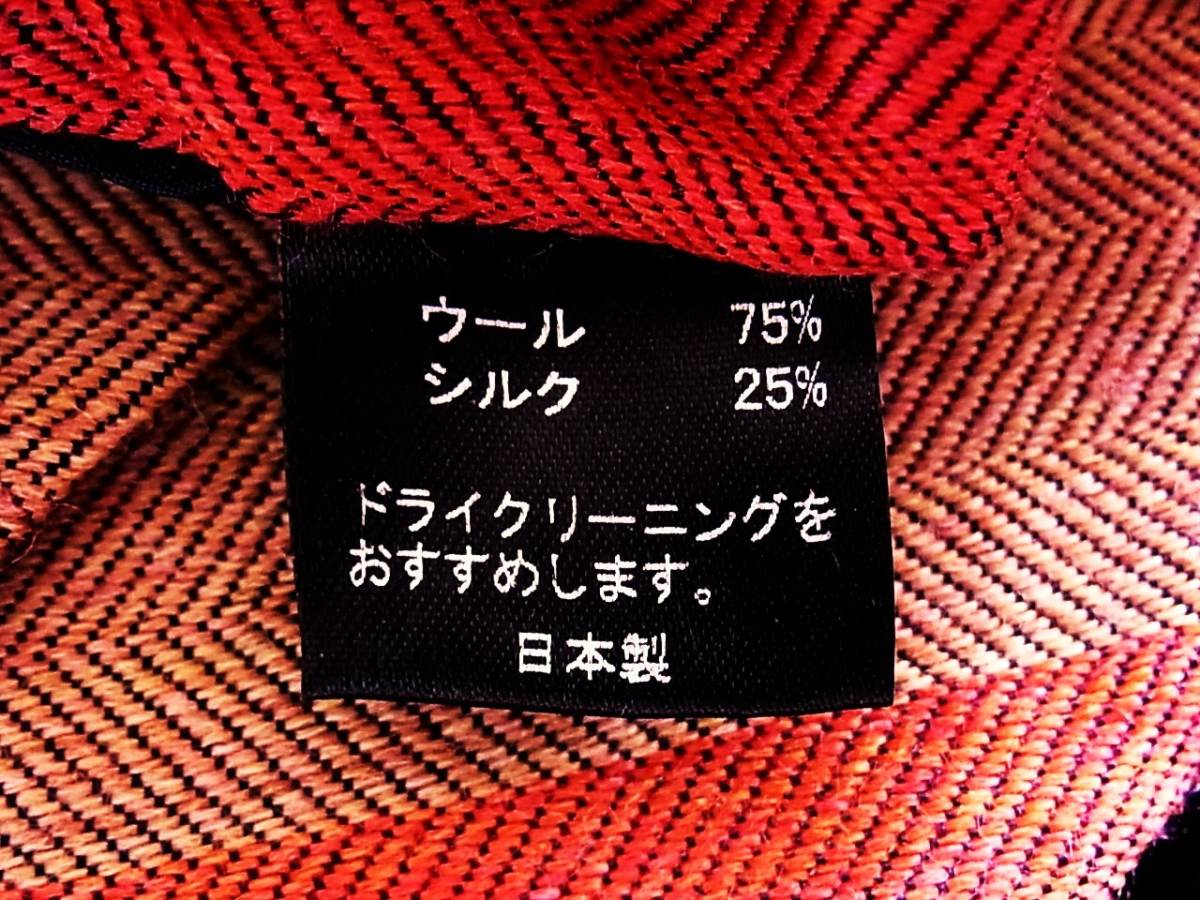 ウール 75%
シルク 25%
ドライクリーニングを
おすすめします。
日本製